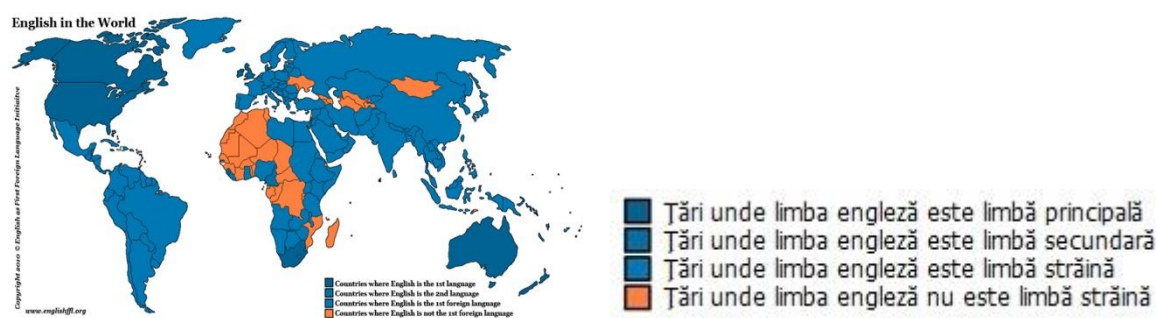 English in the World
Copyright 2010 © English as First Foreign Language Initiaitve
www.englishffl.org
Countries where English is the 1st language
Countries where English is the 2nd language
Countries where English is the 1st foreign language
Countries where English is not the 1st foreign language
Țări unde limba engleză este limbă principală
Țări unde limba engleză este limbă secundară
Țări unde limba engleză este limbă străină
Țări unde limba engleză nu este limbă străină